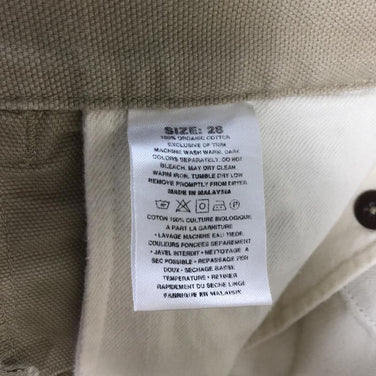 SIZE: 28
100% ORGANIC COTTON
EXCLUSIVE OF TRIM
MACHINE WASH WARM, DARK
COLORS SEPARATELY, DO NOT
BLEACH, MAY DRY CLEAN
WARM IRON, TUMBLE DRY LOW
REMOVE PROMPTLY FROM DRYER
MADE IN MALAYSIA
COTON 100% CULTURE BIOLOGIQUE
A PART LA GARNITURE
• LAVAGE MACHINE EAU TIEDE,
COULEURS FONCÉES SEPAREMENT
• JAVEL INTERDIT • NETTOYAGE A
SEC POSSIBLE • REPASSAGE FER
DOUX • SECHAGE BASSE
TEMPERATURE • RETIRER
RAPIDEMENT DU SECHE LINGE
FABRIQUE EN MALAISIE